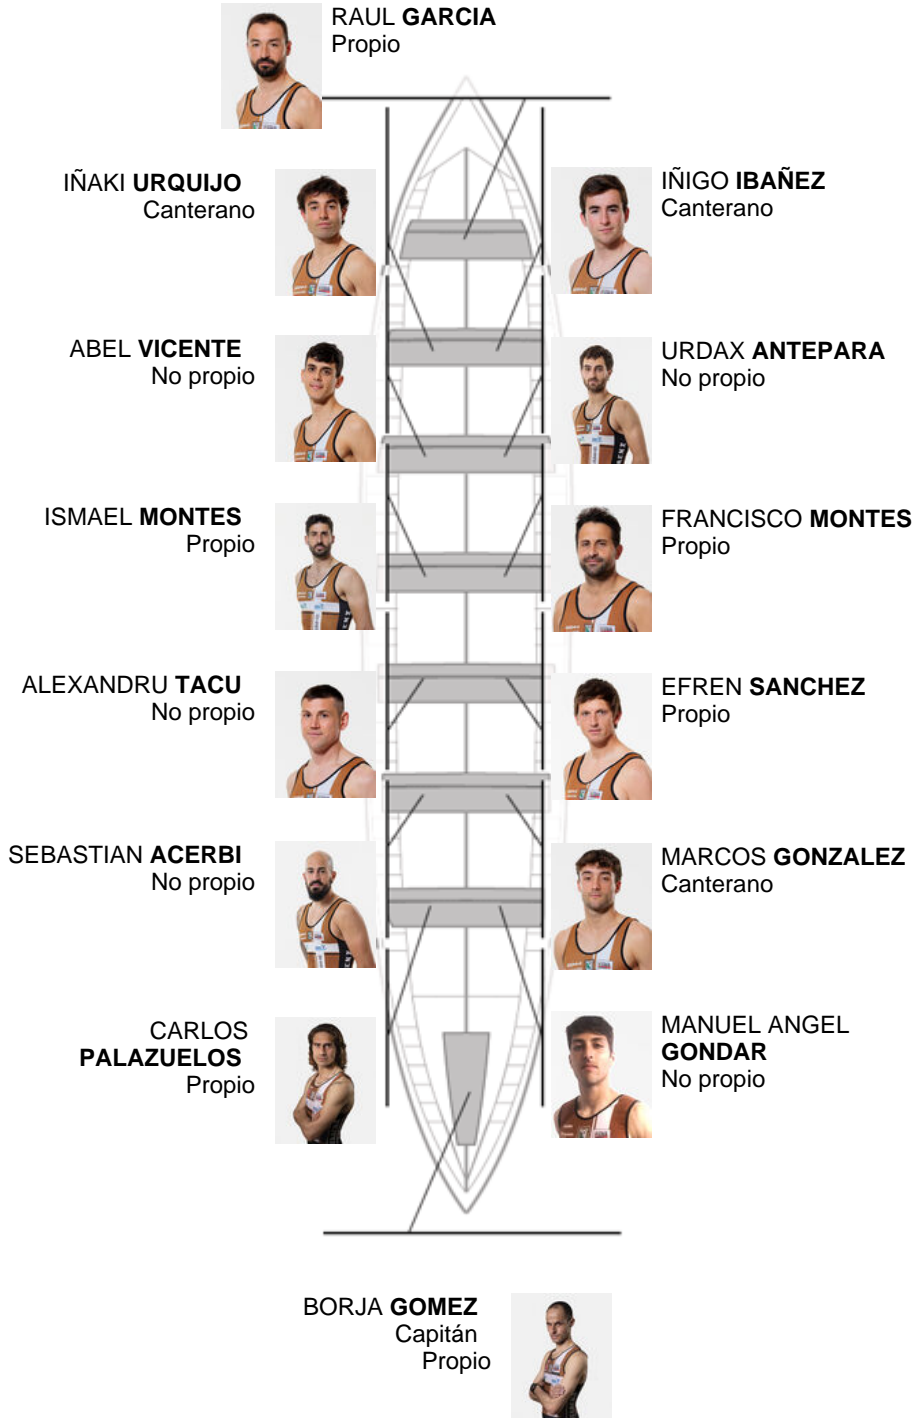 RAUL GARCIA
Propio
IÑAKI URQUIJO
Canterano
IÑIGO IBAÑEZ
Canterano
ABEL VICENTE
No propio
URDAX ANTEPARA
No propio
ISMAEL MONTES
Propio
FRANCISCO MONTES
Propio
ALEXANDRU TACU
No propio
EFREN SANCHEZ
Propio
SEBASTIAN ACERBI
No propio
MARCOS GONZALEZ
Canterano
CARLOS
PALAZUELOS
Propio
MANUEL ANGEL
GONDAR
No propio
BORJA GOMEZ
Capitán
Propio